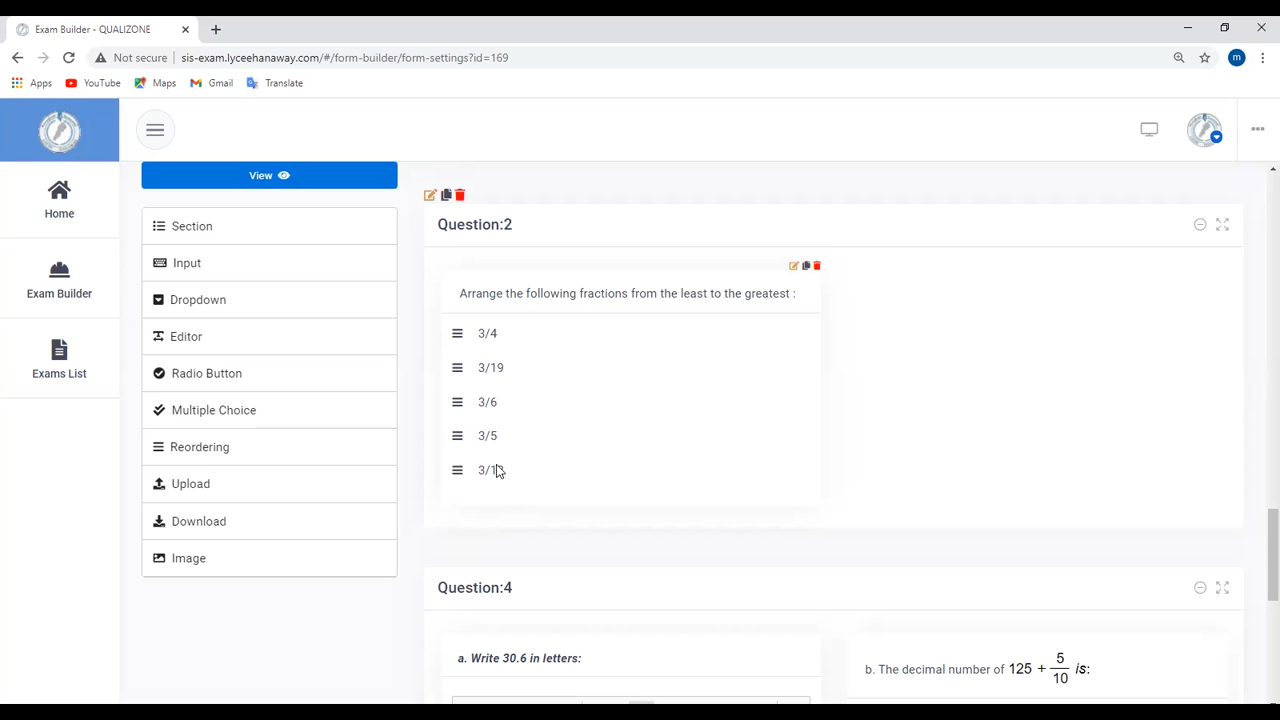 Exam Builder - QUALIZONE
Not secure
sis-exam.lyceehanaway.com/#/form-builder/form-settings?id=169
m
Apps
YouTube
Maps
Gmail
Translate
Home
Exam Builder
Exams List
View
Section
Input
Dropdown
Editor
Radio Button
Multiple Choice
Reordering
Upload
Download
Image
Question:2
Arrange the following fractions from the least to the greatest :
3/4
3/19
3/6
3/5
Question:4
a. Write 30.6 in letters:
b. The decimal number of 125 + 5/10 is: